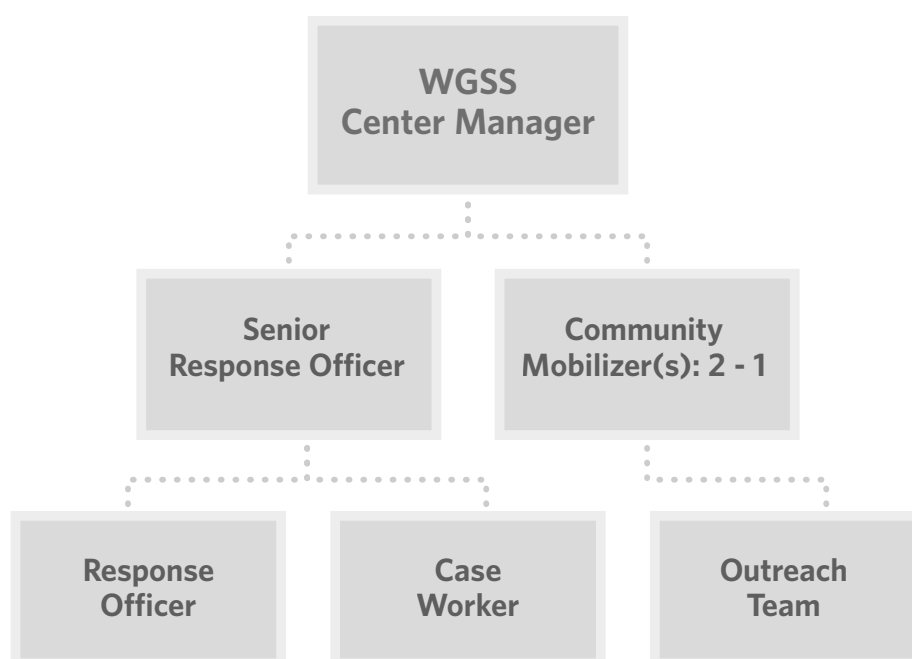 WGSS
Center Manager
Senior
Response Officer
Community
Mobilizer(s): 2 - 1
Response
Officer
Case
Worker
Outreach
Team